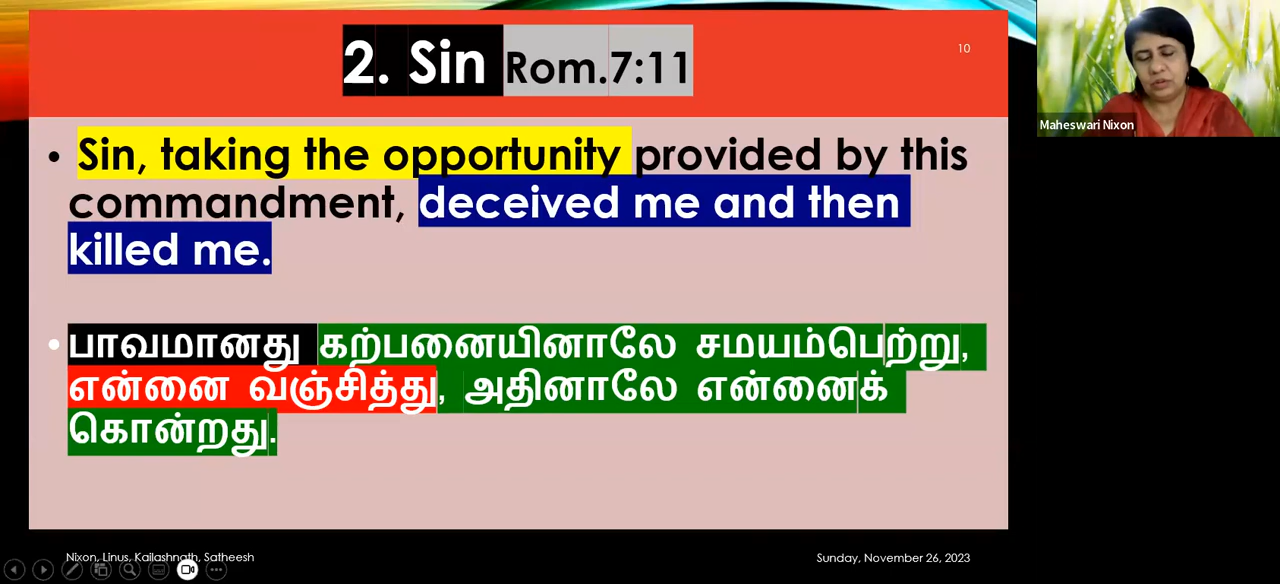 2. Sin Rom.7:11
10
Maheswari Nixon
• Sin, taking the opportunity provided by this
commandment, deceived me and then
killed me.
• பாவமானது கற்பனையினாலே சமயம்பெற்று,
என்னை வஞ்சித்து, அதினாலே என்னைக்
கொன்றது.
Nixon, Linus, Kailashnath, Satheesh
Sunday, November 26, 2023